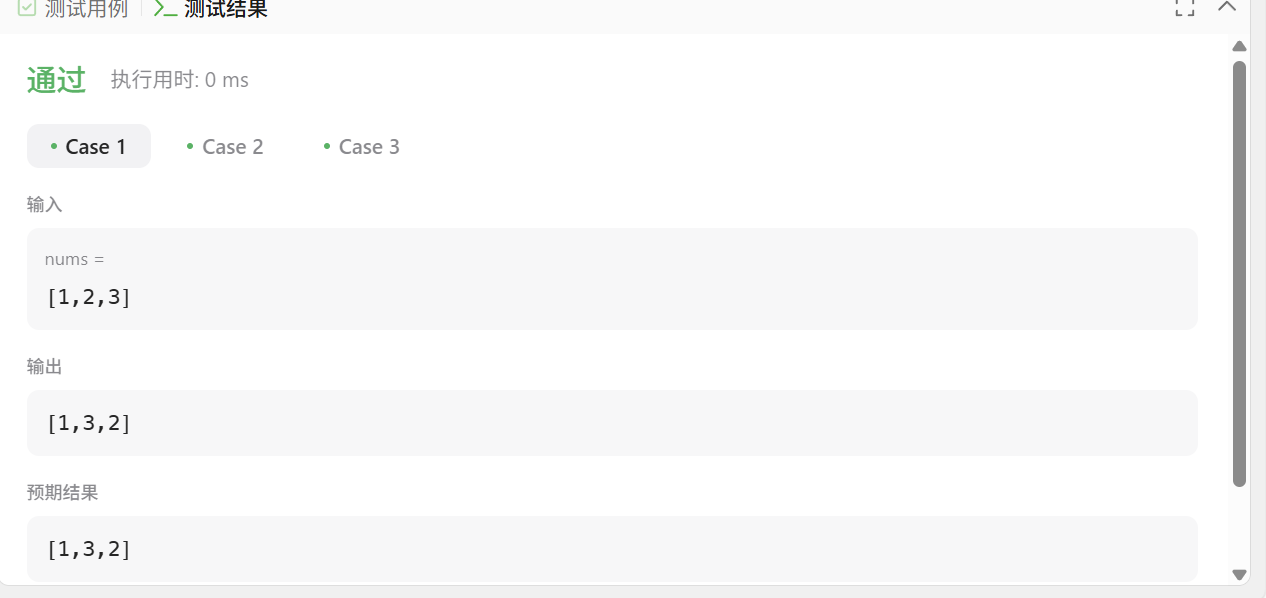 测试用例 测试结果
通过 执行用时: 0 ms
Case 1 Case 2 Case 3
输入
nums =
[1,2,3]
输出
[1,3,2]
预期结果
[1,3,2]